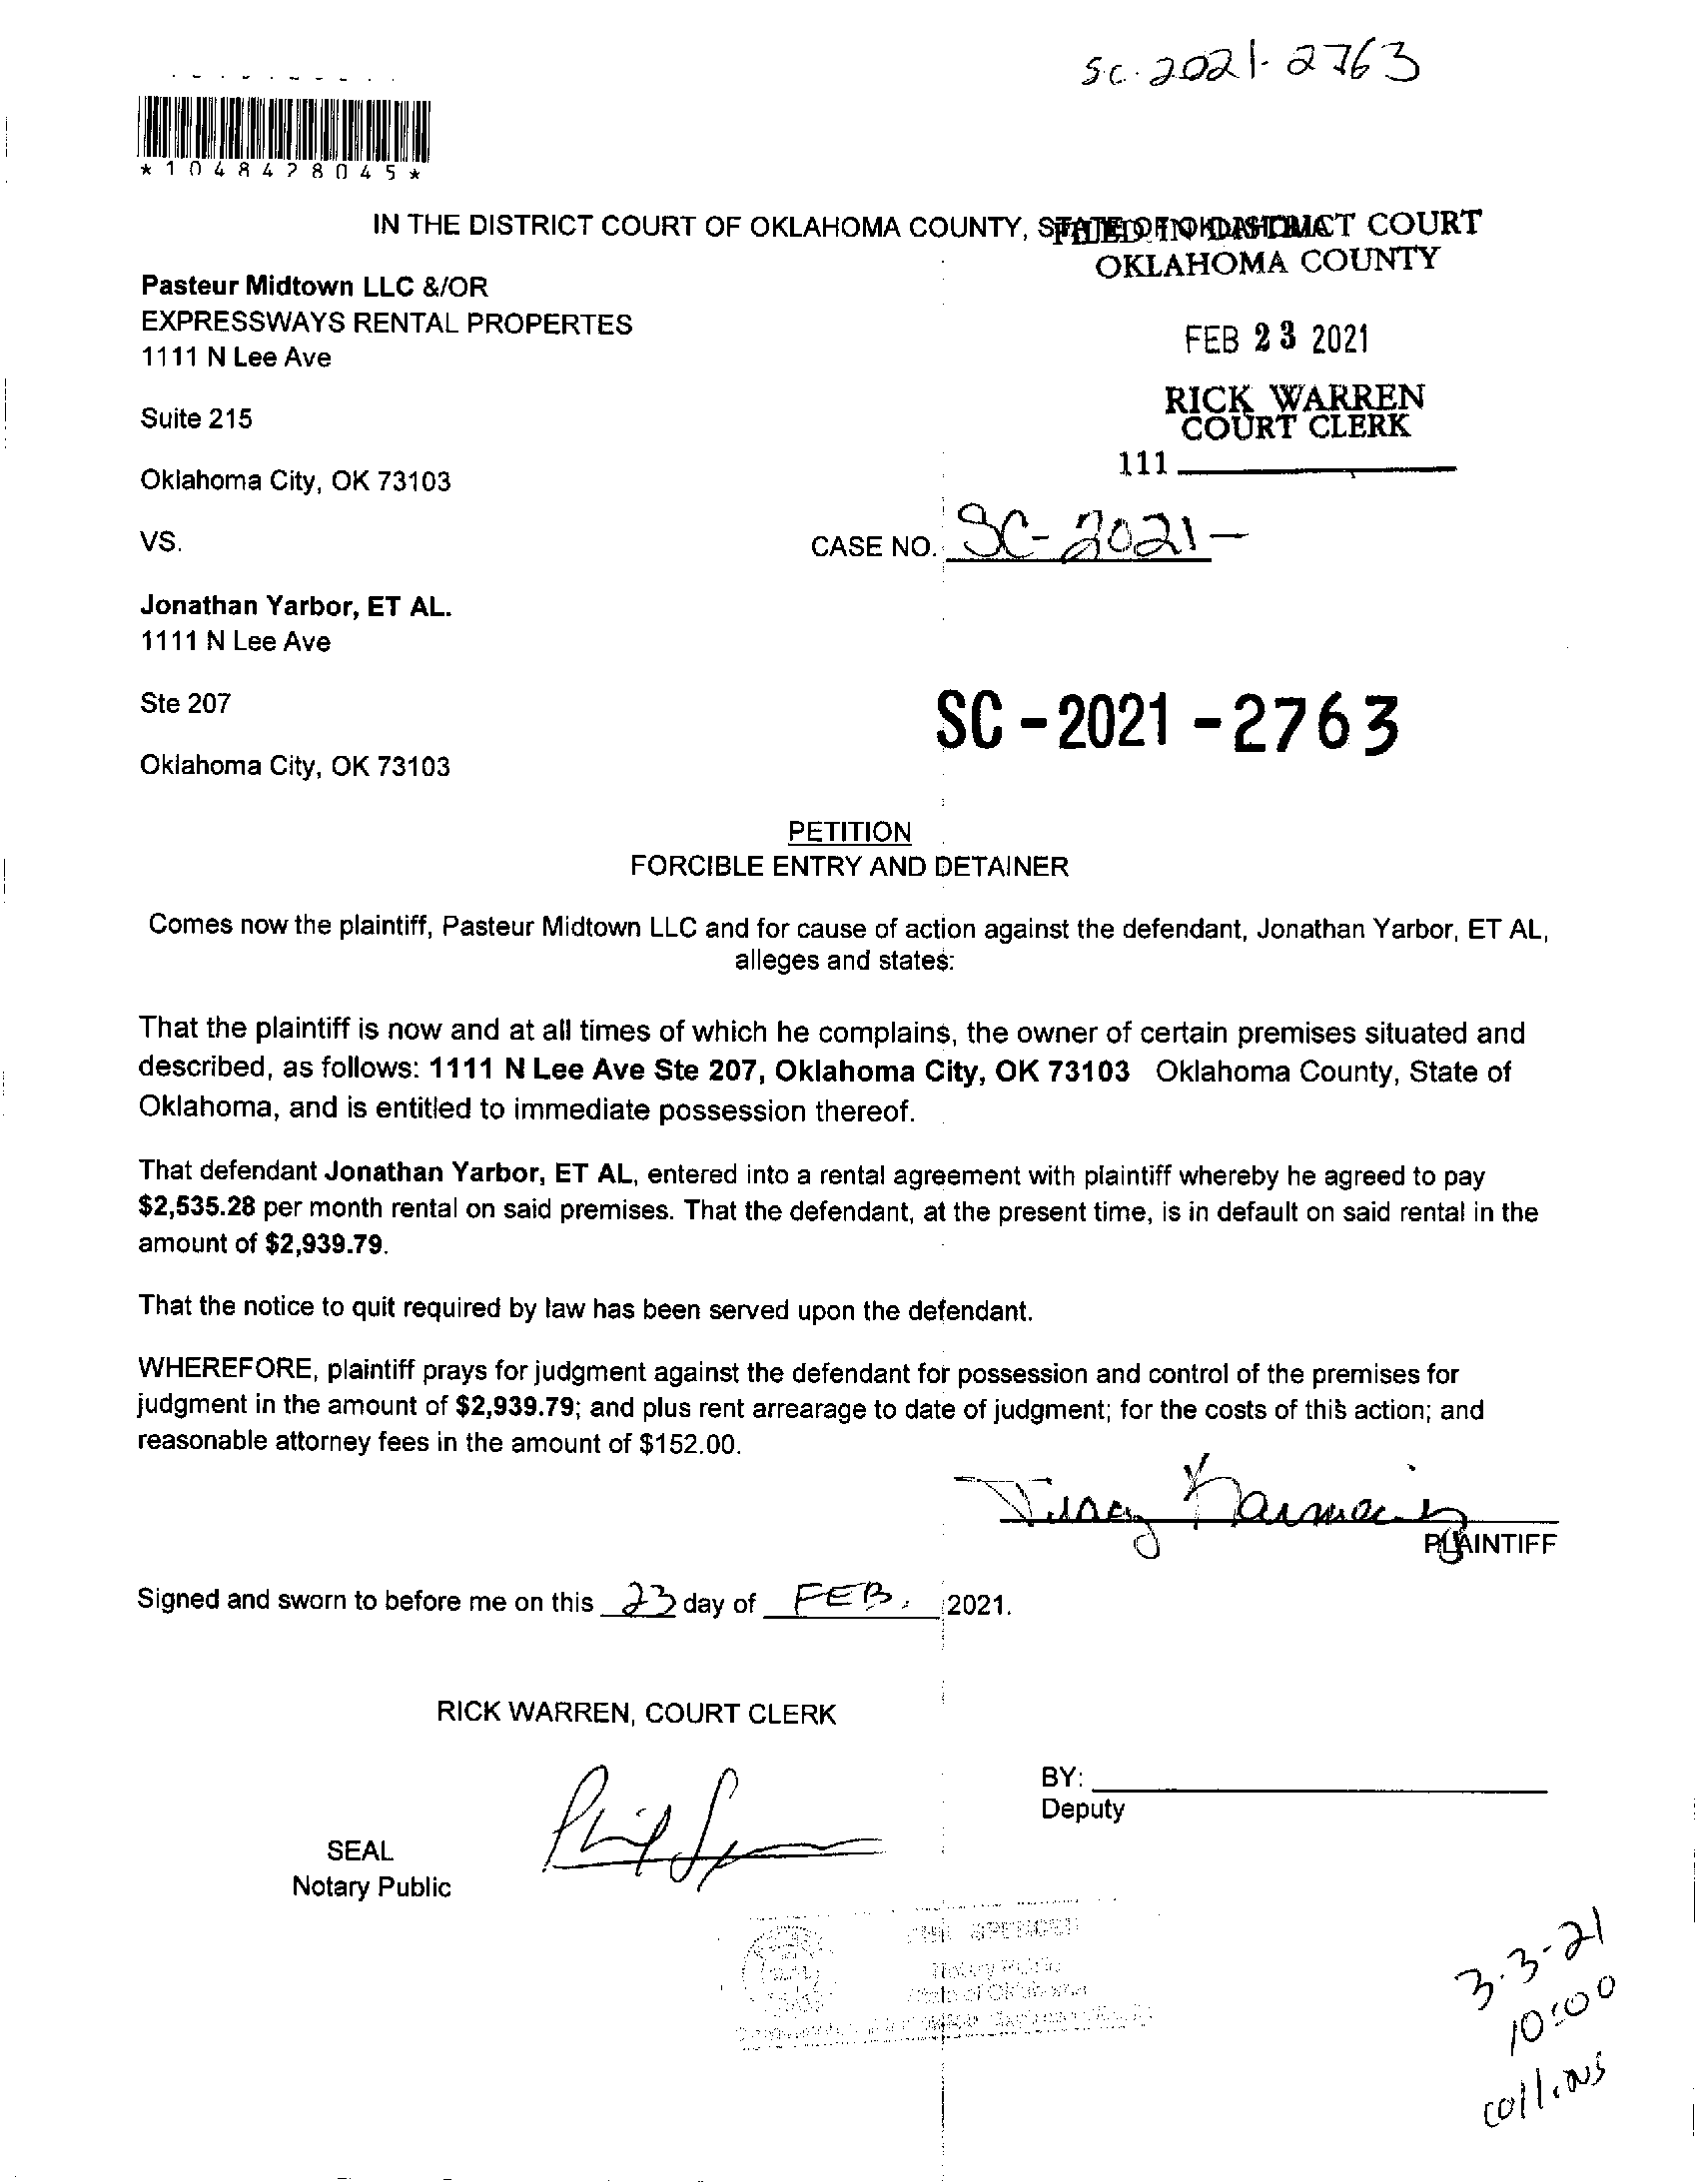 SC-2021-2763
*1048428045*
IN THE DISTRICT COURT OF OKLAHOMA COUNTY, STATE OF OKLAHOMA
FILED IN DISTRICT COURT
OKLAHOMA COUNTY
Pasteur Midtown LLC &/OR
EXPRESSWAYS RENTAL PROPERTES
1111 N Lee Ave
FEB 23 2021
RICK WARREN
COURT CLERK
Suite 215
111
Oklahoma City, OK 73103
VS.
CASE NO. SC-2021-
Jonathan Yarbor, ET AL.
1111 N Lee Ave
Ste 207
SC-2021-2763
Oklahoma City, OK 73103
PETITION
FORCIBLE ENTRY AND DETAINER
Comes now the plaintiff, Pasteur Midtown LLC and for cause of action against the defendant, Jonathan Yarbor, ET AL,
alleges and states:
That the plaintiff is now and at all times of which he complains, the owner of certain premises situated and
described, as follows: 1111 N Lee Ave Ste 207, Oklahoma City, OK 73103 Oklahoma County, State of
Oklahoma, and is entitled to immediate possession thereof.
That defendant Jonathan Yarbor, ET AL, entered into a rental agreement with plaintiff whereby he agreed to pay
$2,535.28 per month rental on said premises. That the defendant, at the present time, is in default on said rental in the
amount of $2,939.79.
That the notice to quit required by law has been served upon the defendant.
WHEREFORE, plaintiff prays for judgment against the defendant for possession and control of the premises for
judgment in the amount of $2,939.79; and plus rent arrearage to date of judgment; for the costs of this action; and
reasonable attorney fees in the amount of $152.00.
PLAINTIFF
Signed and sworn to before me on this 23 day of FEB. , 2021.
RICK WARREN, COURT CLERK
BY:
Deputy
SEAL
Notary Public
SPENCER
Notary Public
State of Oklahoma
3-3-21
10:00
Collins